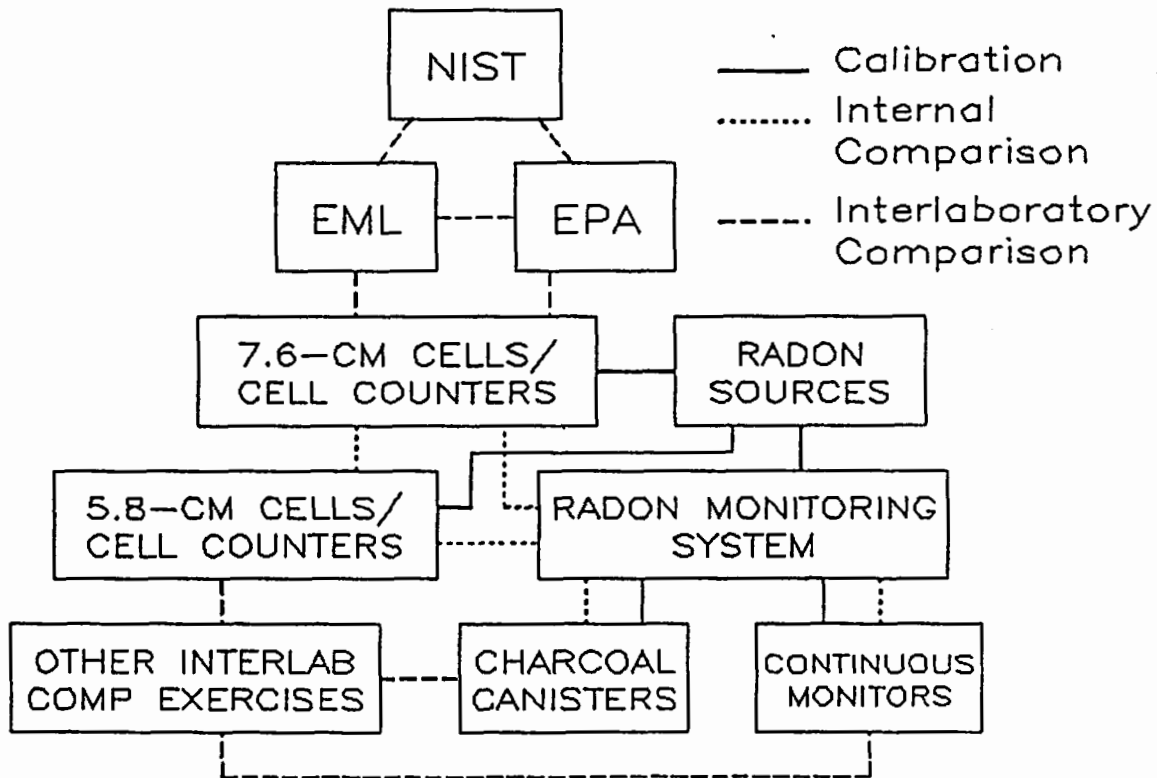 NIST
Calibration
Internal
Comparison
EML
EPA
Interlaboratory
Comparison
7.6-CM CELLS/
CELL COUNTERS
RADON
SOURCES
5.8-CM CELLS/
CELL COUNTERS
RADON MONITORING
SYSTEM
OTHER INTERLAB
COMP EXERCISES
CHARCOAL
CANISTERS
CONTINUOUS
MONITORS